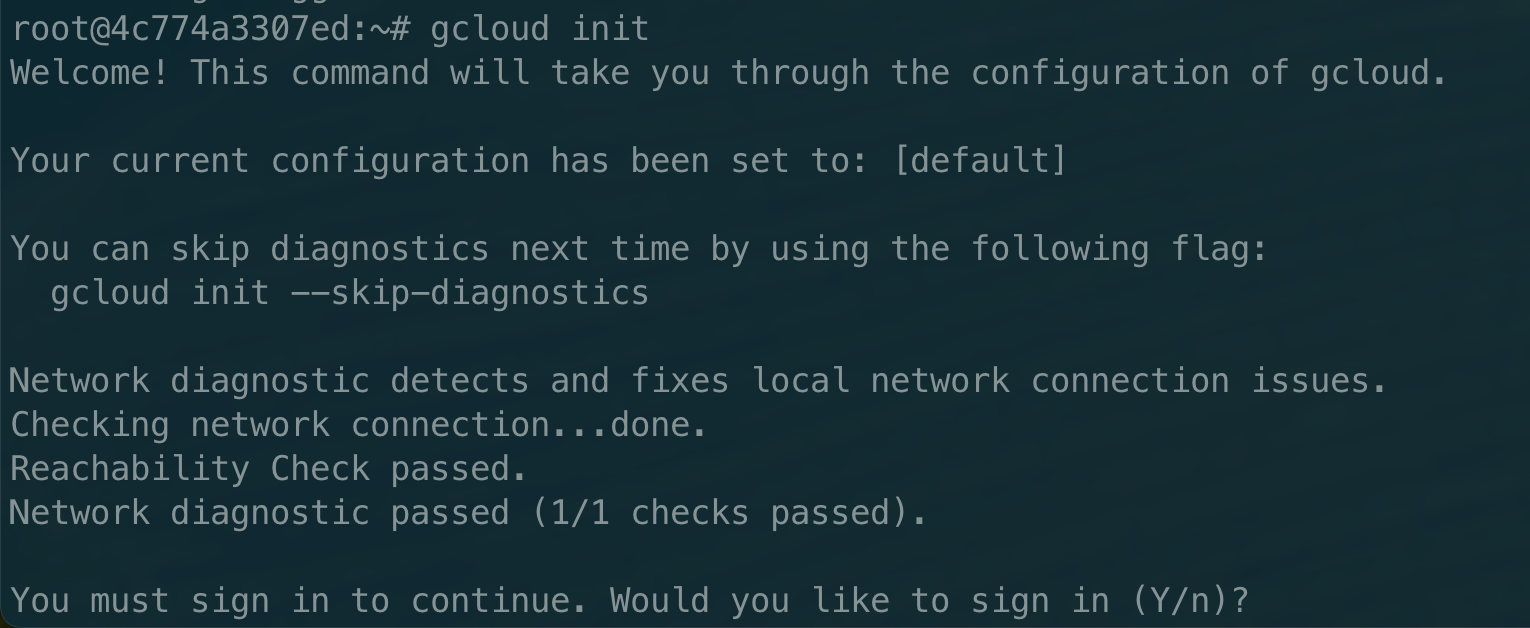 root@4c774a3307ed:~# gcloud init
Welcome! This command will take you through the configuration of gcloud.
Your current configuration has been set to: [default]
You can skip diagnostics next time by using the following flag:
  gcloud init --skip-diagnostics
Network diagnostic detects and fixes local network connection issues.
Checking network connection...done.
Reachability Check passed.
Network diagnostic passed (1/1 checks passed).
You must sign in to continue. Would you like to sign in (Y/n)?